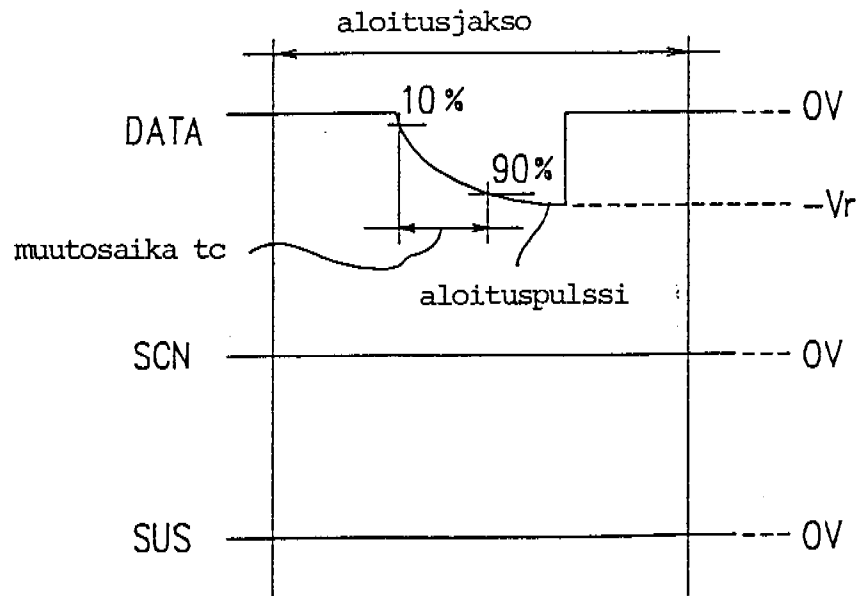 aloitusjakso
10%
DATA
0V
90%
-Vr
muutosaika tc
aloituspulssi
SCN
0V
SUS
0V